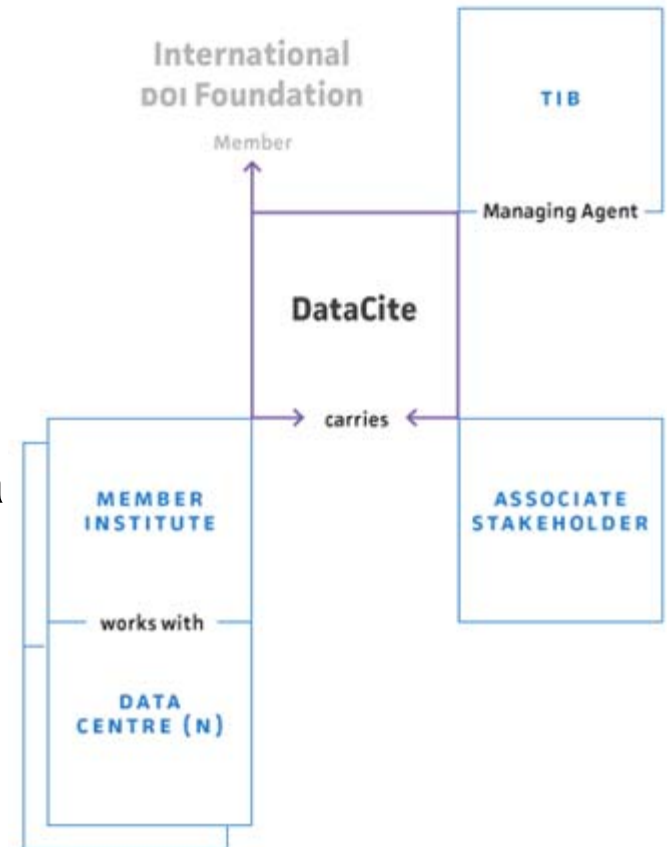 International
DOI Foundation
Member
TIB
Managing Agent
DataCite
carries
MEMBER
INSTITUTE
ASSOCIATE
STAKEHOLDER
works with
DATA
CENTRE (N)